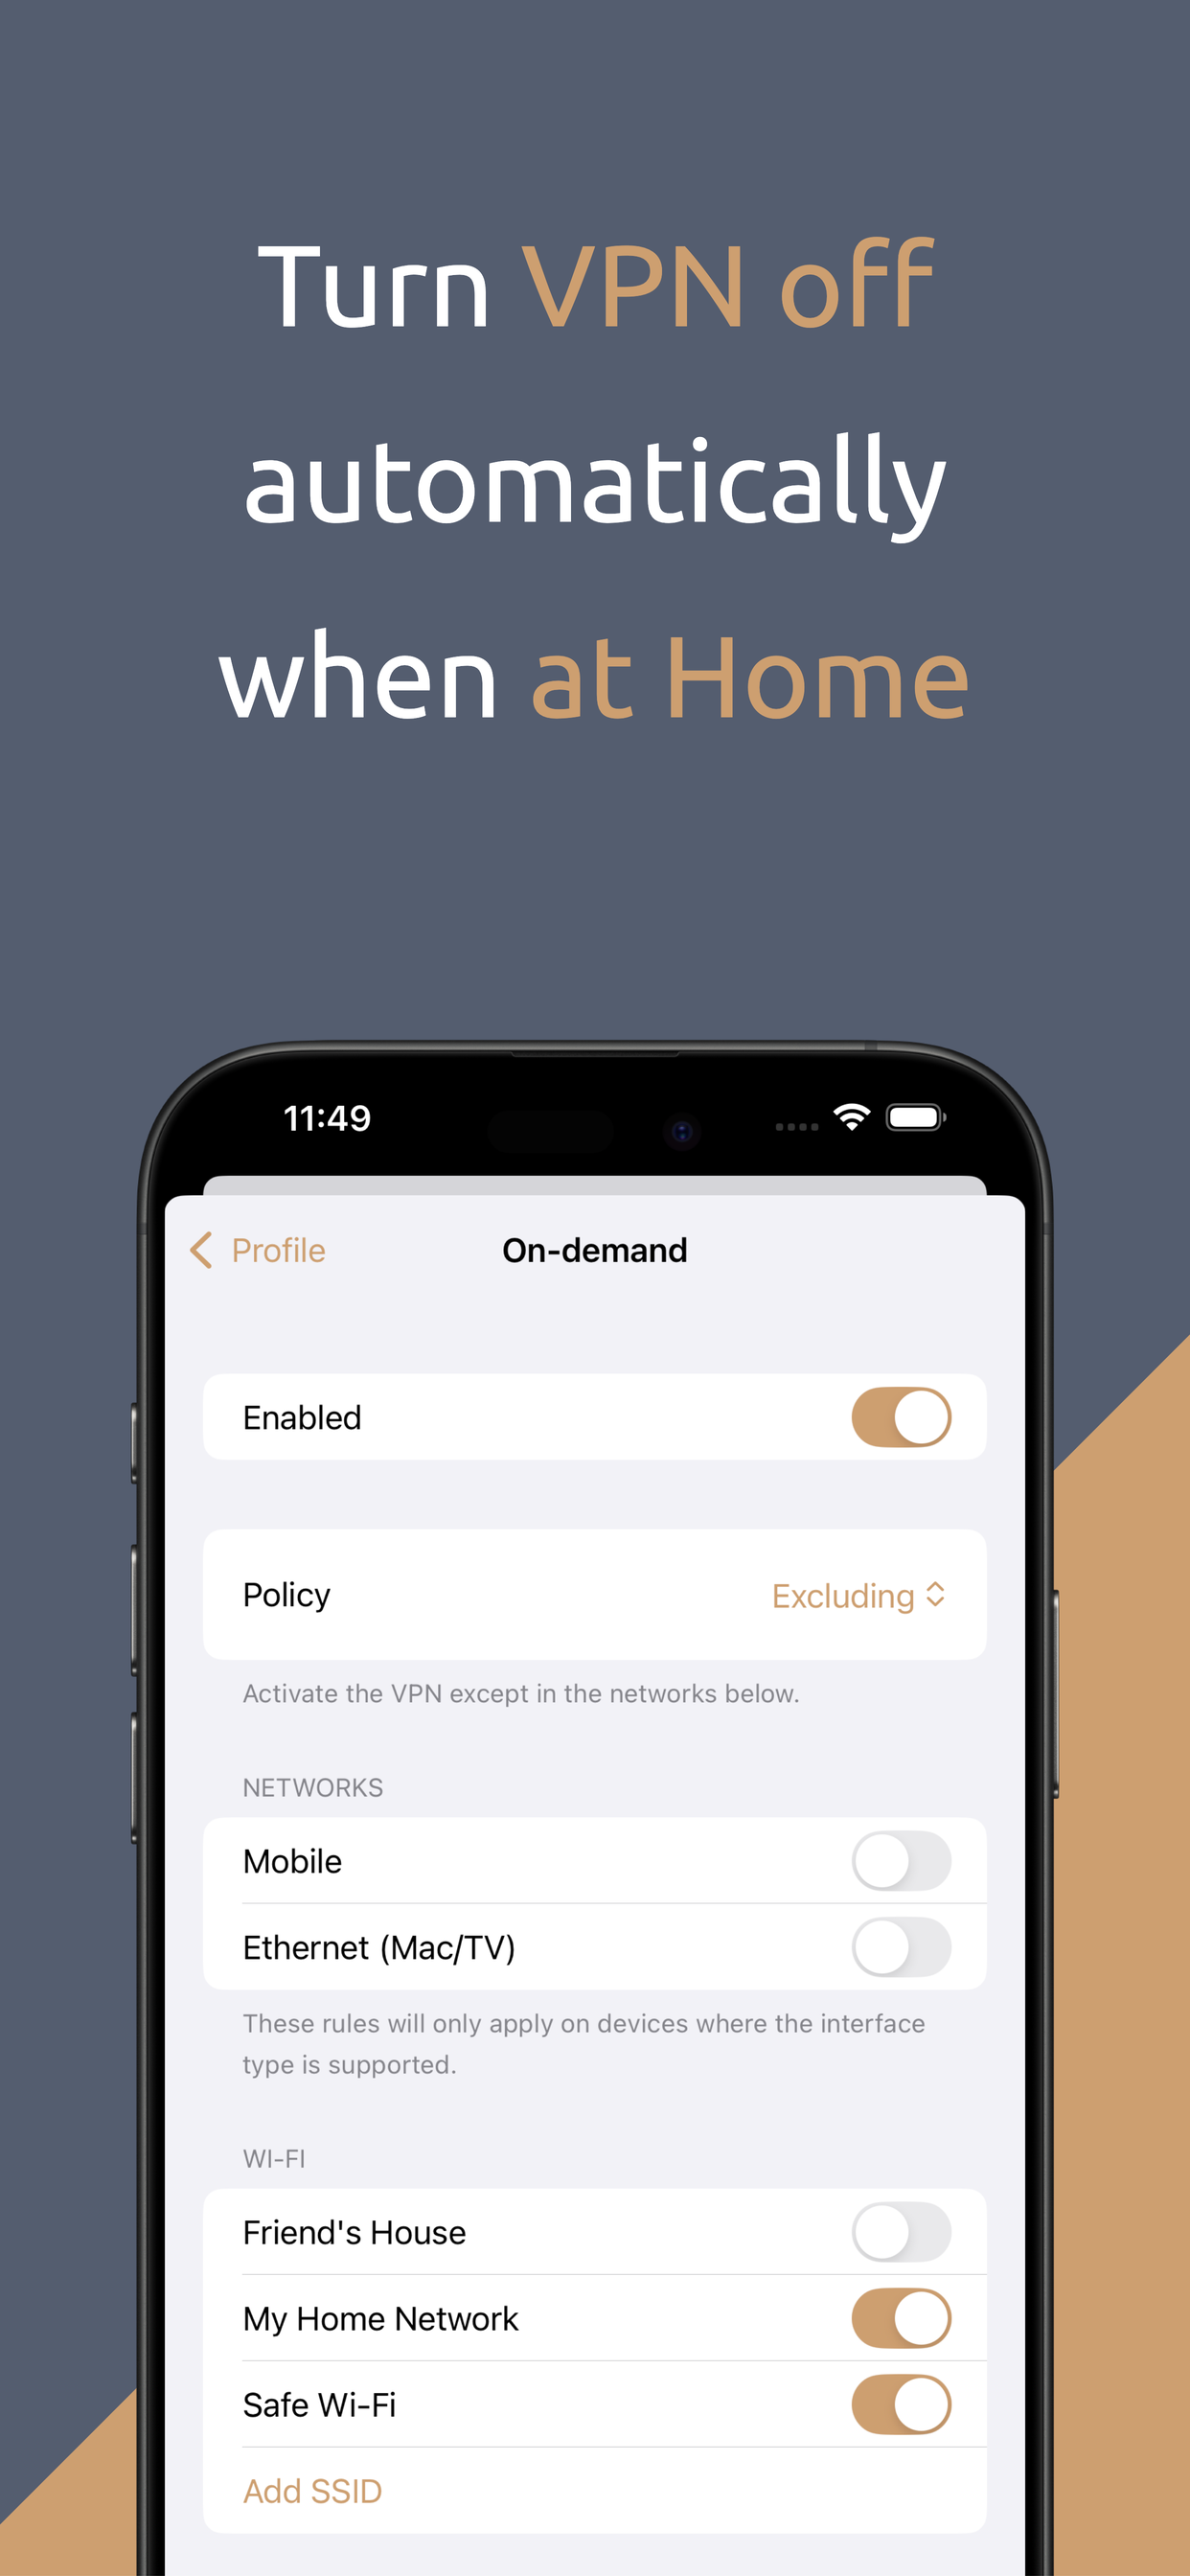 Turn VPN off
automatically
when at Home
11:49
Profile
On-demand
Enabled
Policy
Excluding
Activate the VPN except in the networks below.
NETWORKS
Mobile
Ethernet (Mac/TV)
These rules will only apply on devices where the interface
type is supported.
WI-FI
Friend's House
My Home Network
Safe Wi-Fi
Add SSID